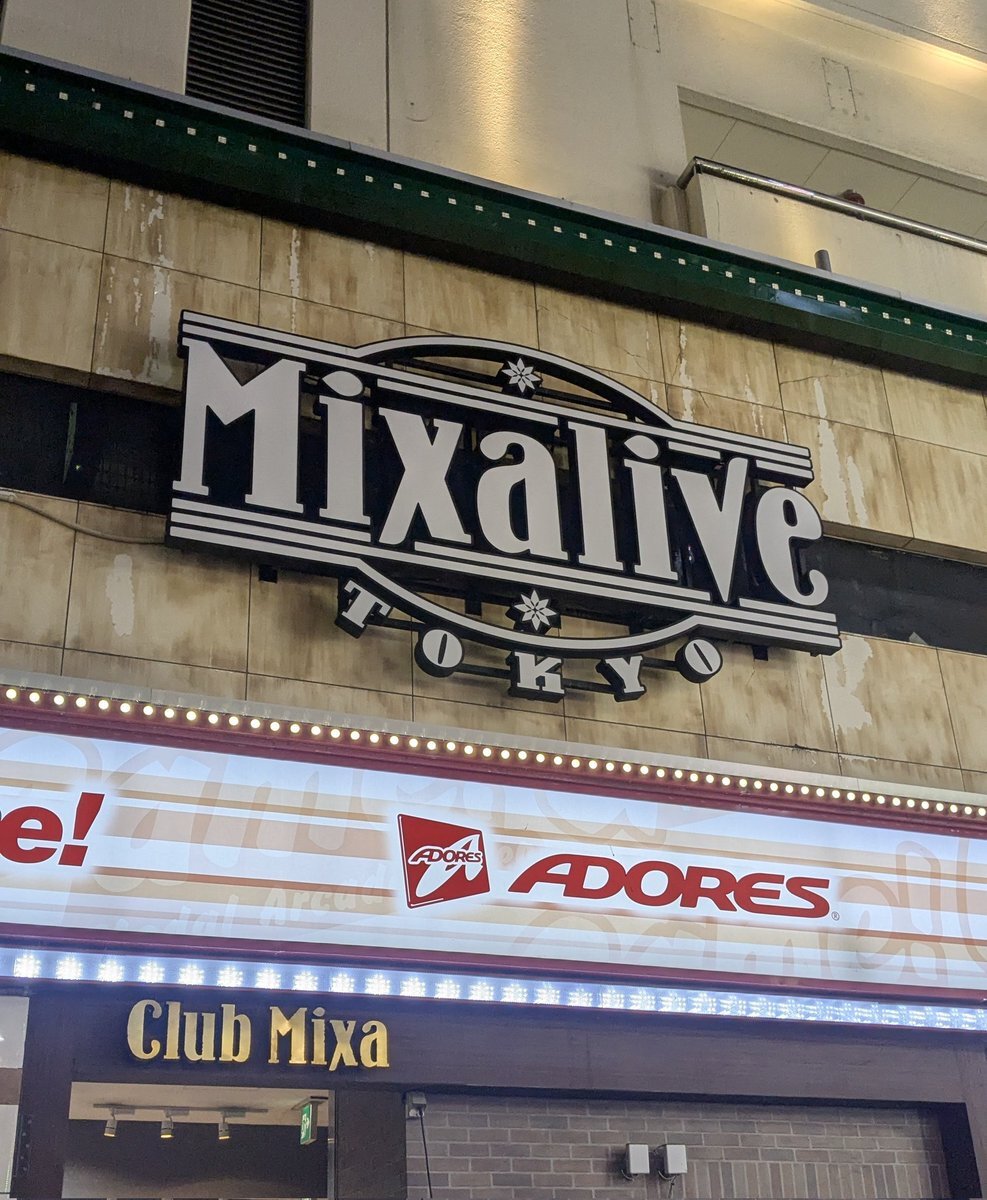 Mixalive
TOKYO
e!
ADORES
ADORES®
Club Mixa